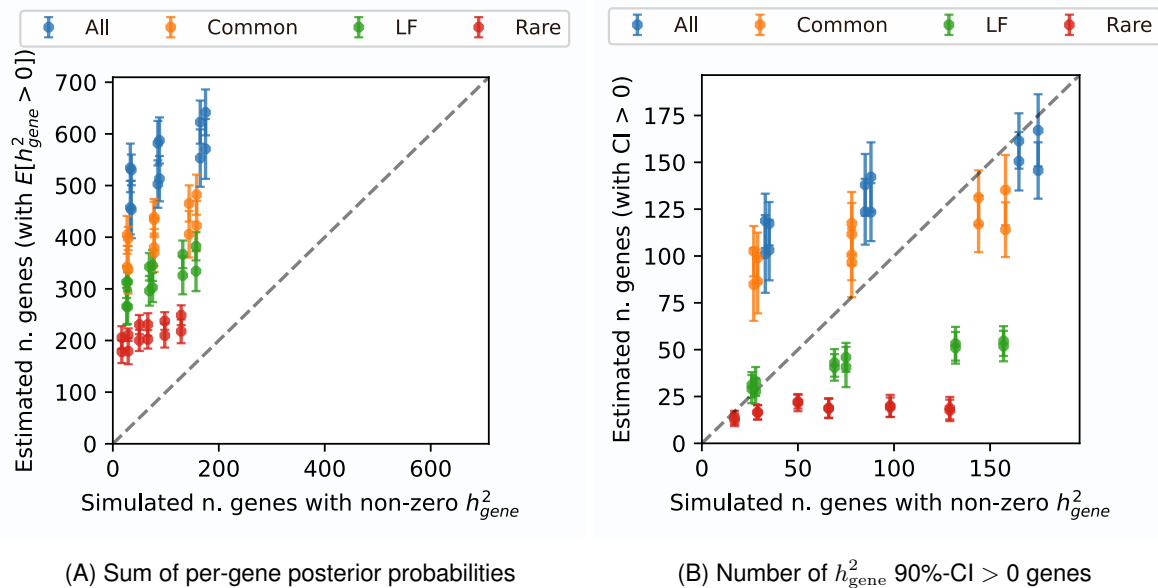 All Common LF Rare
Estimated n. genes (with E[h²gene > 0])
700
600
500
400
300
200
100
0
0 200 400 600
Simulated n. genes with non-zero h²gene
(A) Sum of per-gene posterior probabilities
All Common LF Rare
Estimated n. genes (with CI > 0)
175
150
125
100
75
50
25
0
0 50 100 150
Simulated n. genes with non-zero h²gene
(B) Number of h²gene 90%-CI > 0 genes